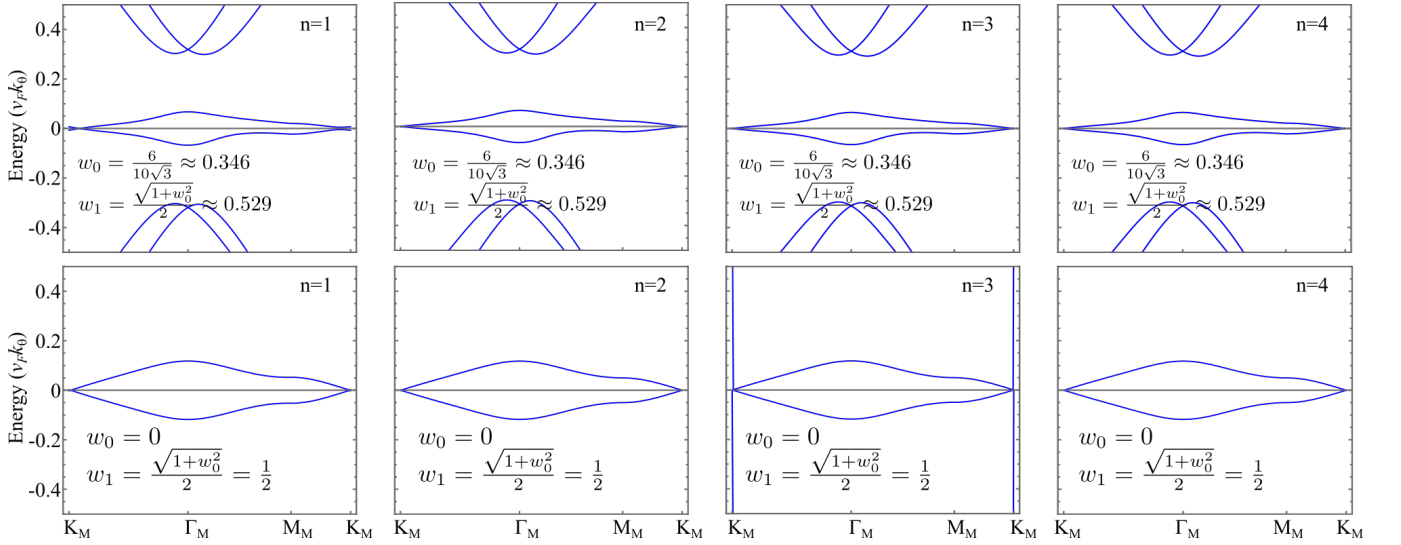 n=1
n=2
n=3
n=4
Energy (v_F k_0)
0.4
0.2
0
-0.2
-0.4
w_0 = 6/(10√3) ≈ 0.346
w_1 = √(1+w_0^2)/2 ≈ 0.529
w_0 = 6/(10√3) ≈ 0.346
w_1 = √(1+w_0^2)/2 ≈ 0.529
w_0 = 6/(10√3) ≈ 0.346
w_1 = √(1+w_0^2)/2 ≈ 0.529
w_0 = 6/(10√3) ≈ 0.346
w_1 = √(1+w_0^2)/2 ≈ 0.529
n=1
n=2
n=3
n=4
Energy (v_F k_0)
0.4
0.2
0
-0.2
-0.4
w_0 = 0
w_1 = √(1+w_0^2)/2 = 1/2
w_0 = 0
w_1 = √(1+w_0^2)/2 = 1/2
w_0 = 0
w_1 = √(1+w_0^2)/2 = 1/2
w_0 = 0
w_1 = √(1+w_0^2)/2 = 1/2
K_M Γ_M M_M K_M
K_M Γ_M M_M K_M
K_M Γ_M M_M K_M
K_M Γ_M M_M K_M